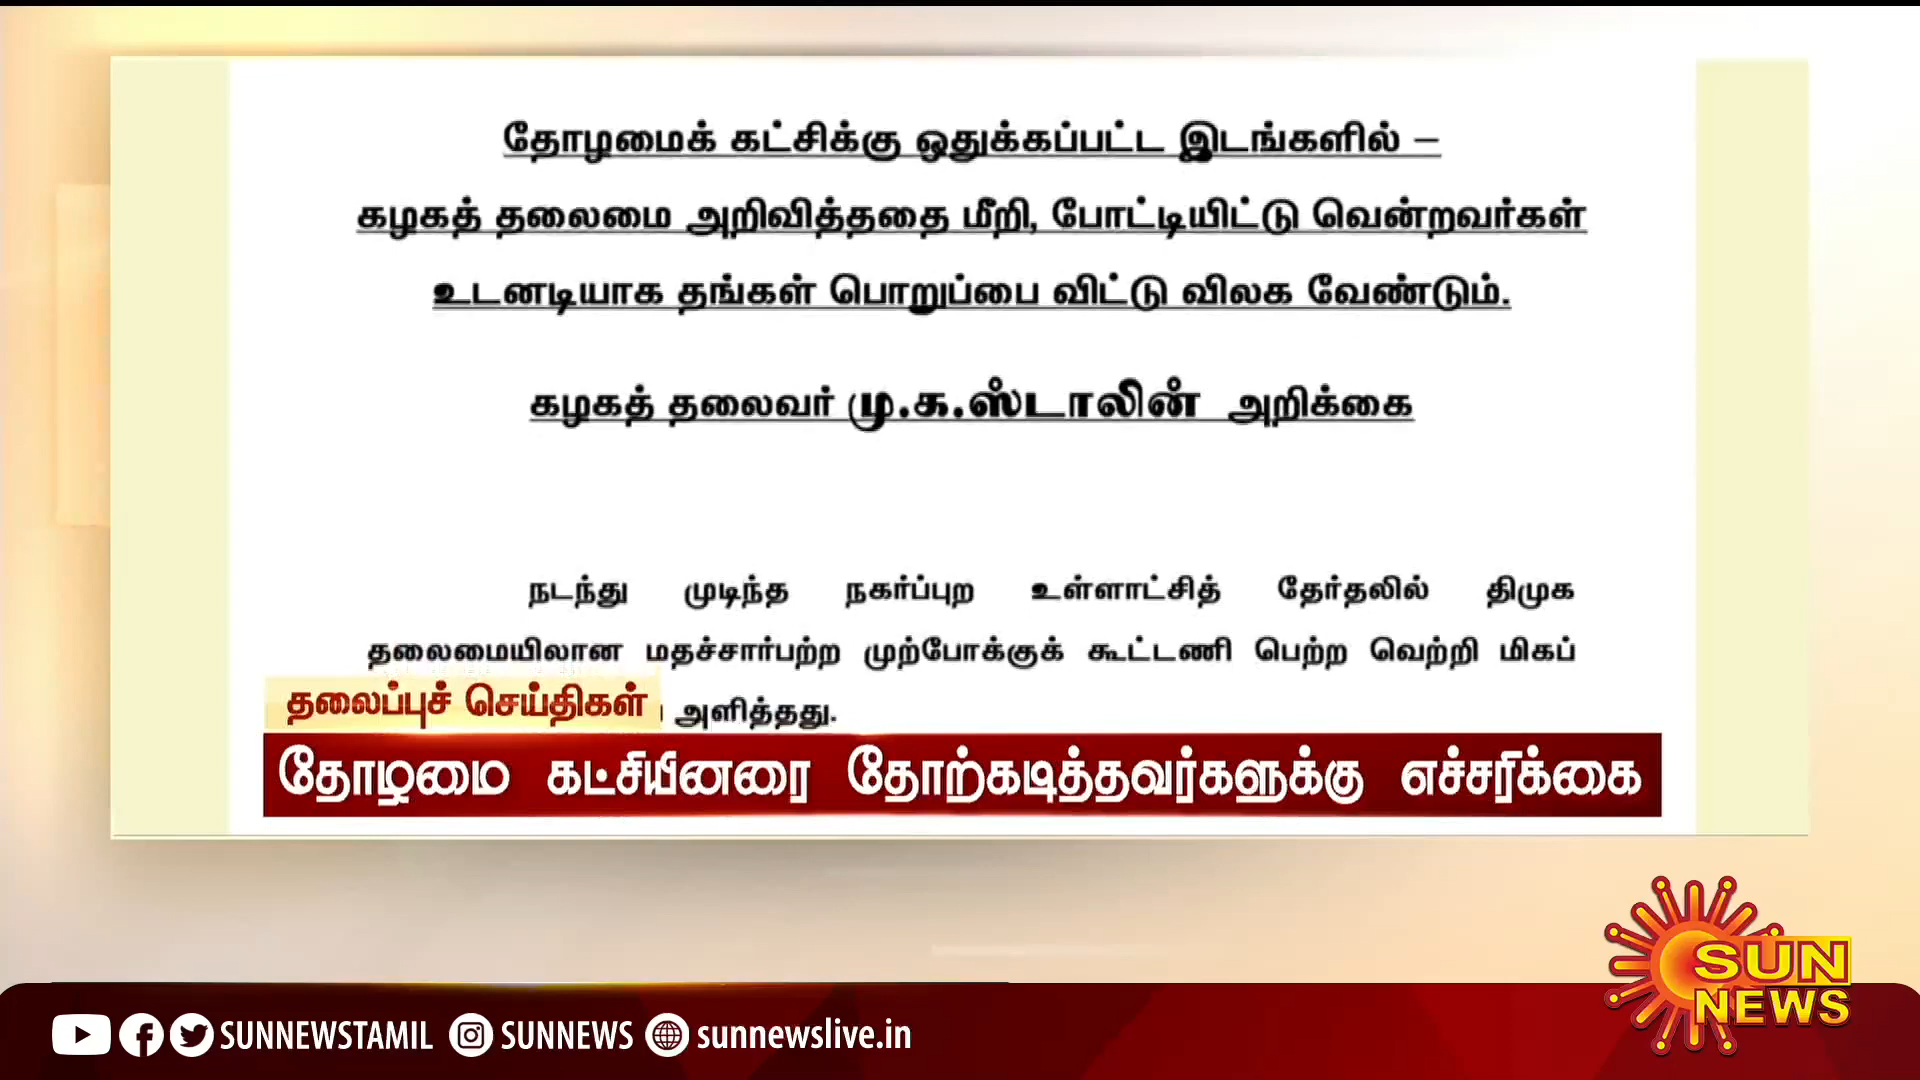 தோழமைக் கட்சிக்கு ஒதுக்கப்பட்ட இடங்களில் –
கழகத் தலைமை அறிவித்ததை மீறி, போட்டியிட்டு வென்றவர்கள்
உடனடியாக தங்கள் பொறுப்பை விட்டு விலக வேண்டும்.
கழகத் தலைவர் மு.க.ஸ்டாலின் அறிக்கை
நடந்து முடிந்த நகர்ப்புற உள்ளாட்சித் தேர்தலில் திமுக
தலைமையிலான மதச்சார்பற்ற முற்போக்குக் கூட்டணி பெற்ற வெற்றி மிகப்
அளித்தது.
தலைப்புச் செய்திகள்
தோழமை கட்சியினரை தோற்கடித்தவர்களுக்கு எச்சரிக்கை
SUN
NEWS
SUNNEWSTAMIL SUNNEWS sunnewslive.in